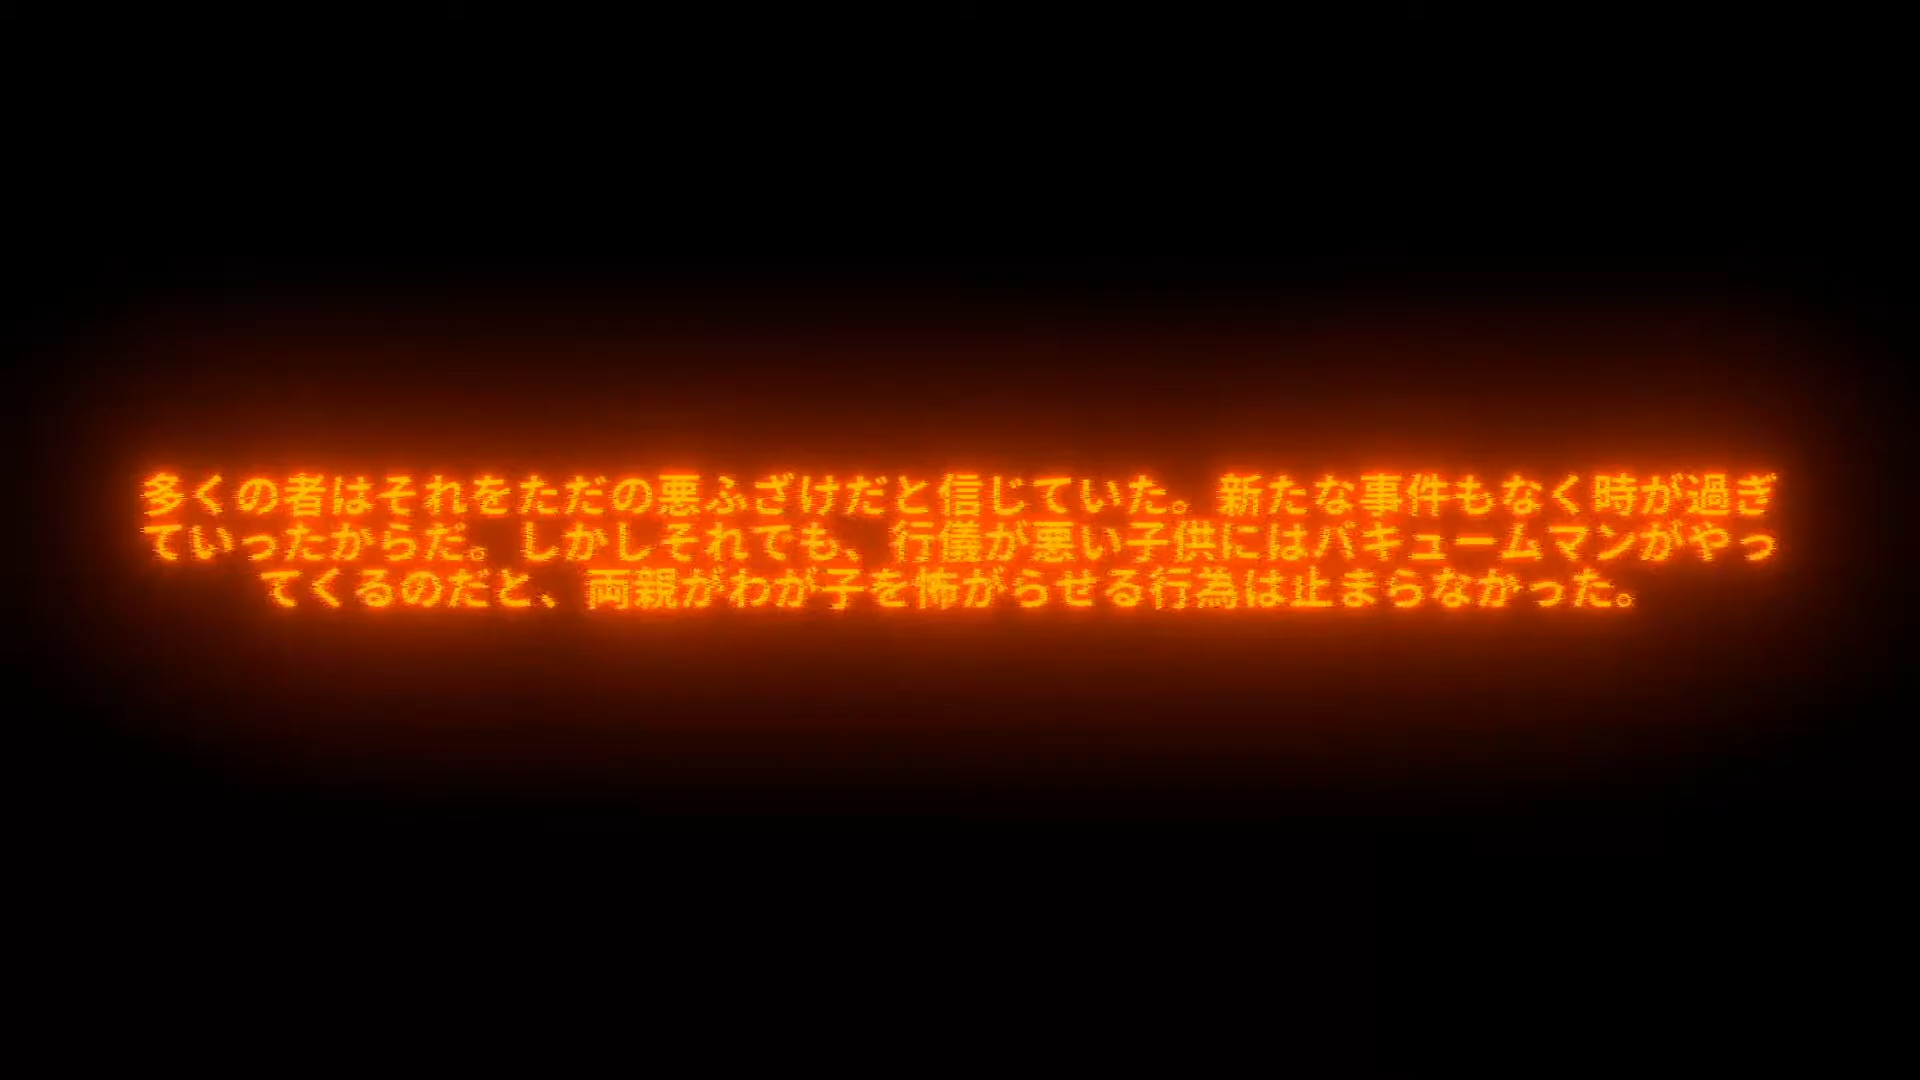 多くの者はそれをただの悪ふざけだと信じていた。新たな事件もなく時が過ぎ
ていったからだ。しかしそれでも、行儀が悪い子供にはバキュームマンがやっ
てくるのだと、両親がわが子を怖がらせる行為は止まらなかった。